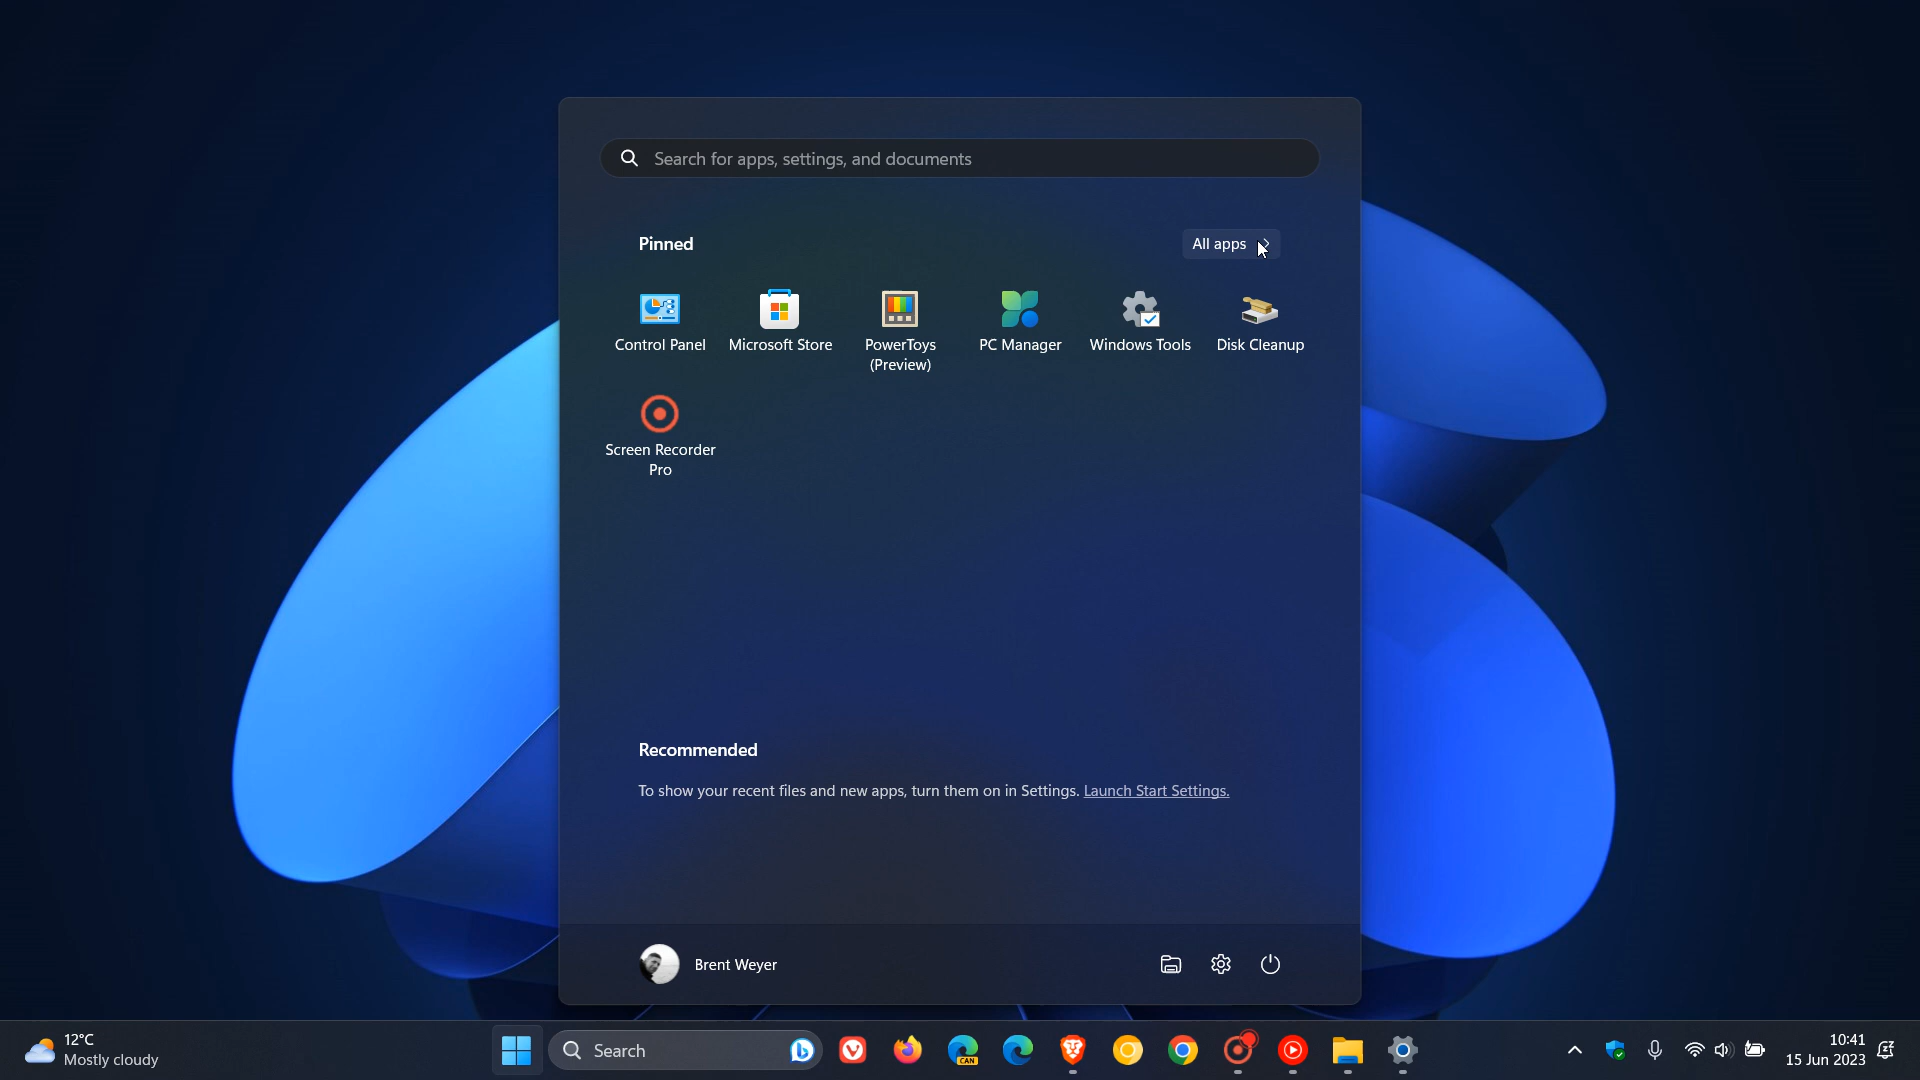 Search for apps, settings, and documents
Pinned
All apps
Control Panel
Microsoft Store
PowerToys
(Preview)
PC Manager
Windows Tools
Disk Cleanup
Screen Recorder
Pro
Recommended
To show your recent files and new apps, turn them on in Settings. Launch Start Settings.
Brent Weyer
12°C
Mostly cloudy
Search
CAN
10:41
15 Jun 2023